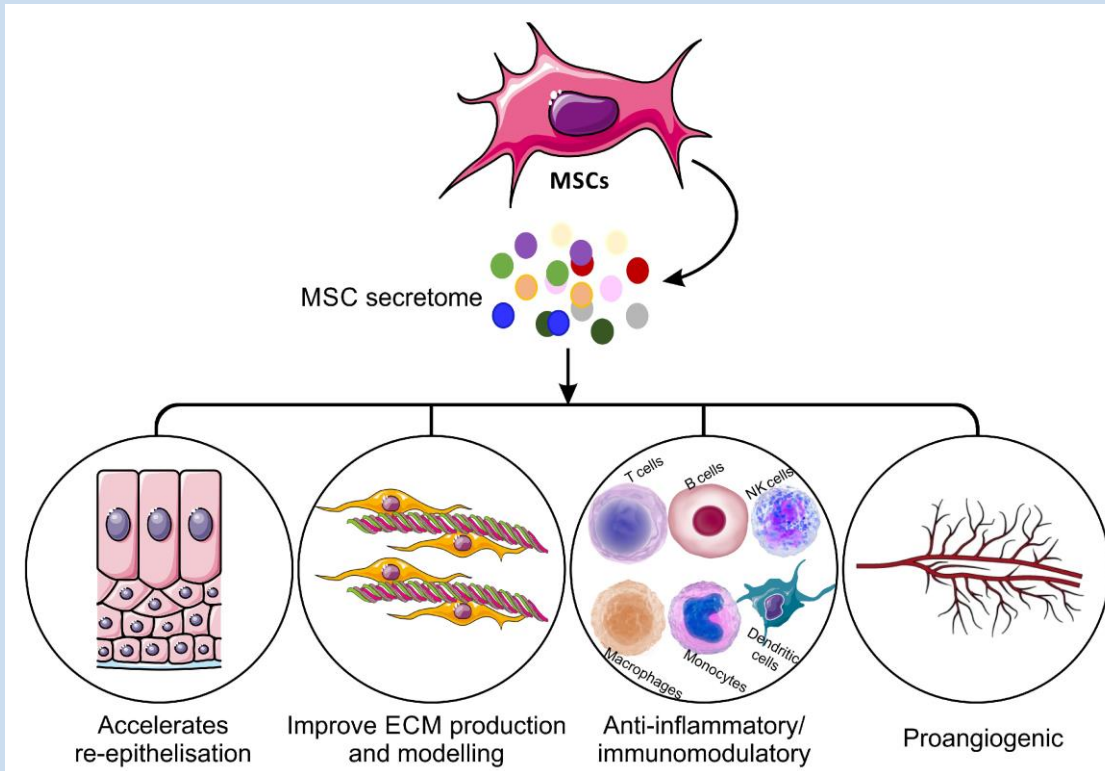 MSCs
MSC secretome
T cells
B cells
NK cells
Macrophages
Monocytes
Dendritic
cells
Accelerates
re-epithelisation
Improve ECM production
and modelling
Anti-inflammatory/
immunomodulatory
Proangiogenic